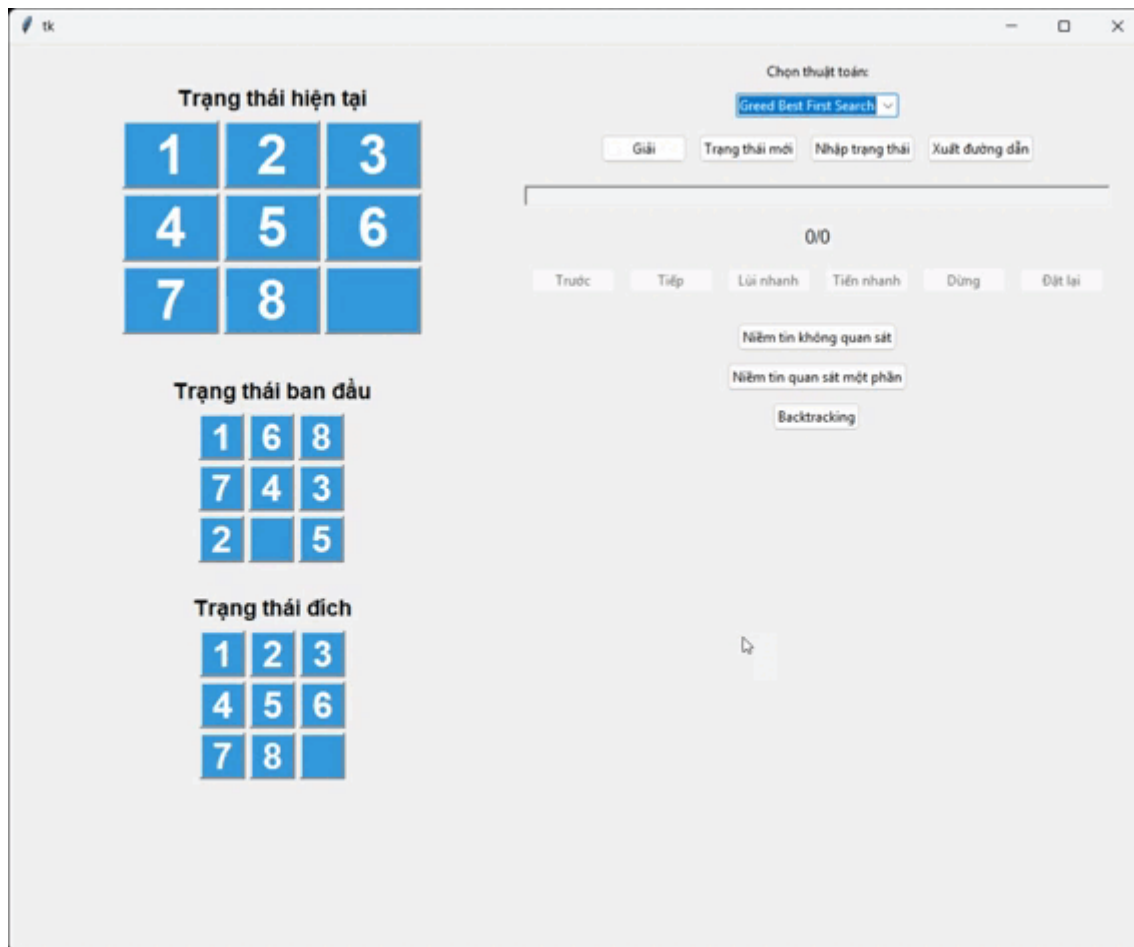 tk
Trạng thái hiện tại
1 2 3
4 5 6
7 8
Trạng thái ban đầu
1 6 8
7 4 3
2 5
Trạng thái đích
1 2 3
4 5 6
7 8
Chọn thuật toán:
Greed Best First Search
Giải Trạng thái mới Nhập trạng thái Xuất đường dẫn
0/0
Trước Tiếp Lùi nhanh Tiến nhanh Dừng Đặt lại
Niềm tin không quan sát
Niềm tin quan sát một phần
Backtracking